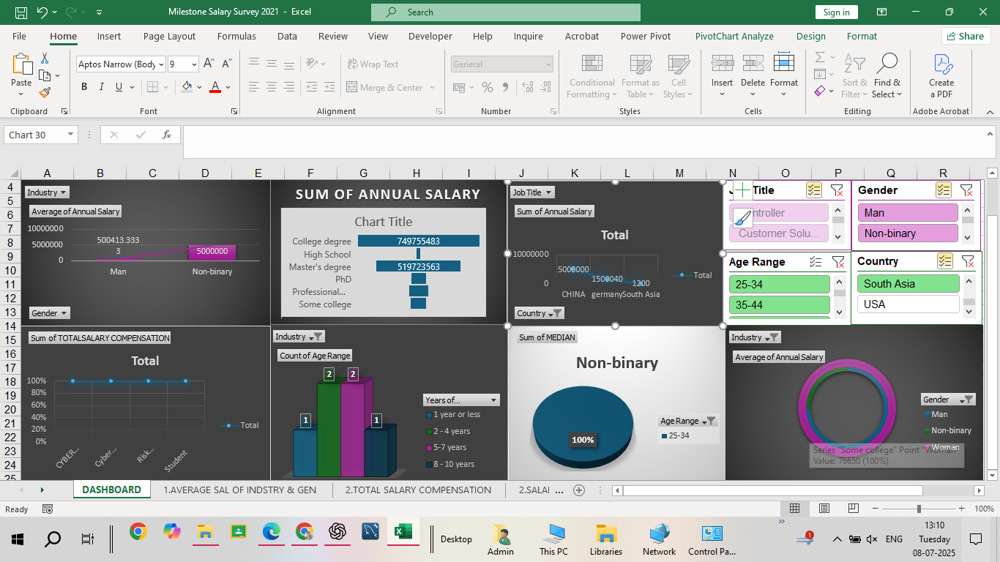 Milestone Salary Survey 2021 - Excel
Search
Sign in
File Home Insert Page Layout Formulas Data Review View Developer Help Inquire Acrobat Power Pivot PivotChart Analyze Design Format Share
Paste
Aptos Narrow (Body 9
B I U
Wrap Text
Merge & Center
General
Conditional Formatting
Format as Table
Cell Styles
Insert Delete Format
Sort & Filter
Find & Select
Create a PDF
Clipboard Font Alignment Number Styles Cells Editing Adobe Acrobat
Chart 30
fx
A B C D E F G H I J K L M N O P Q R
4
5
6
7
8
9
10
11
12
13
14
15
16
17
18
19
20
21
22
23
24
25
Industry
Average of Annual Salary
10000000
5000000
0
500413.333
3
5000000
Man Non-binary
Gender
SUM OF ANNUAL SALARY
Chart Title
College degree 749755483
High School
Master's degree 519723563
PhD
Professional...
Some college
Job Title
Sum of Annual Salary
Total
10000000
0
5000000
1500040
1200
CHINA germany South Asia
Total
Country
Title
Customer Solu...
Gender
Man
Non-binary
Age Range
25-34
35-44
Country
South Asia
USA
Sum of TOTALSALARY COMPENSATION
Total
100%
80%
60%
40%
20%
0%
CYBER...
Cyber...
Risk...
Student
Total
Industry
Count of Age Range
1
2
2
1
Years of...
1 year or less
2 - 4 years
5-7 years
8 - 10 years
Sum of MEDIAN
Non-binary
100%
Age Range
25-34
Industry
Average of Annual Salary
Gender
Man
Non-binary
Woman
Series "Some college" Point "Woman"
Value: 76650 (100%)
DASHBOARD 1.AVERAGE SAL OF INDSTRY & GEN 2.TOTAL SALARY COMPENSATION 2.SALAI ...
Ready
100%
Desktop
Admin
This PC
Libraries
Network
Control Pa...
1
ENG
13:10
Tuesday
08-07-2025